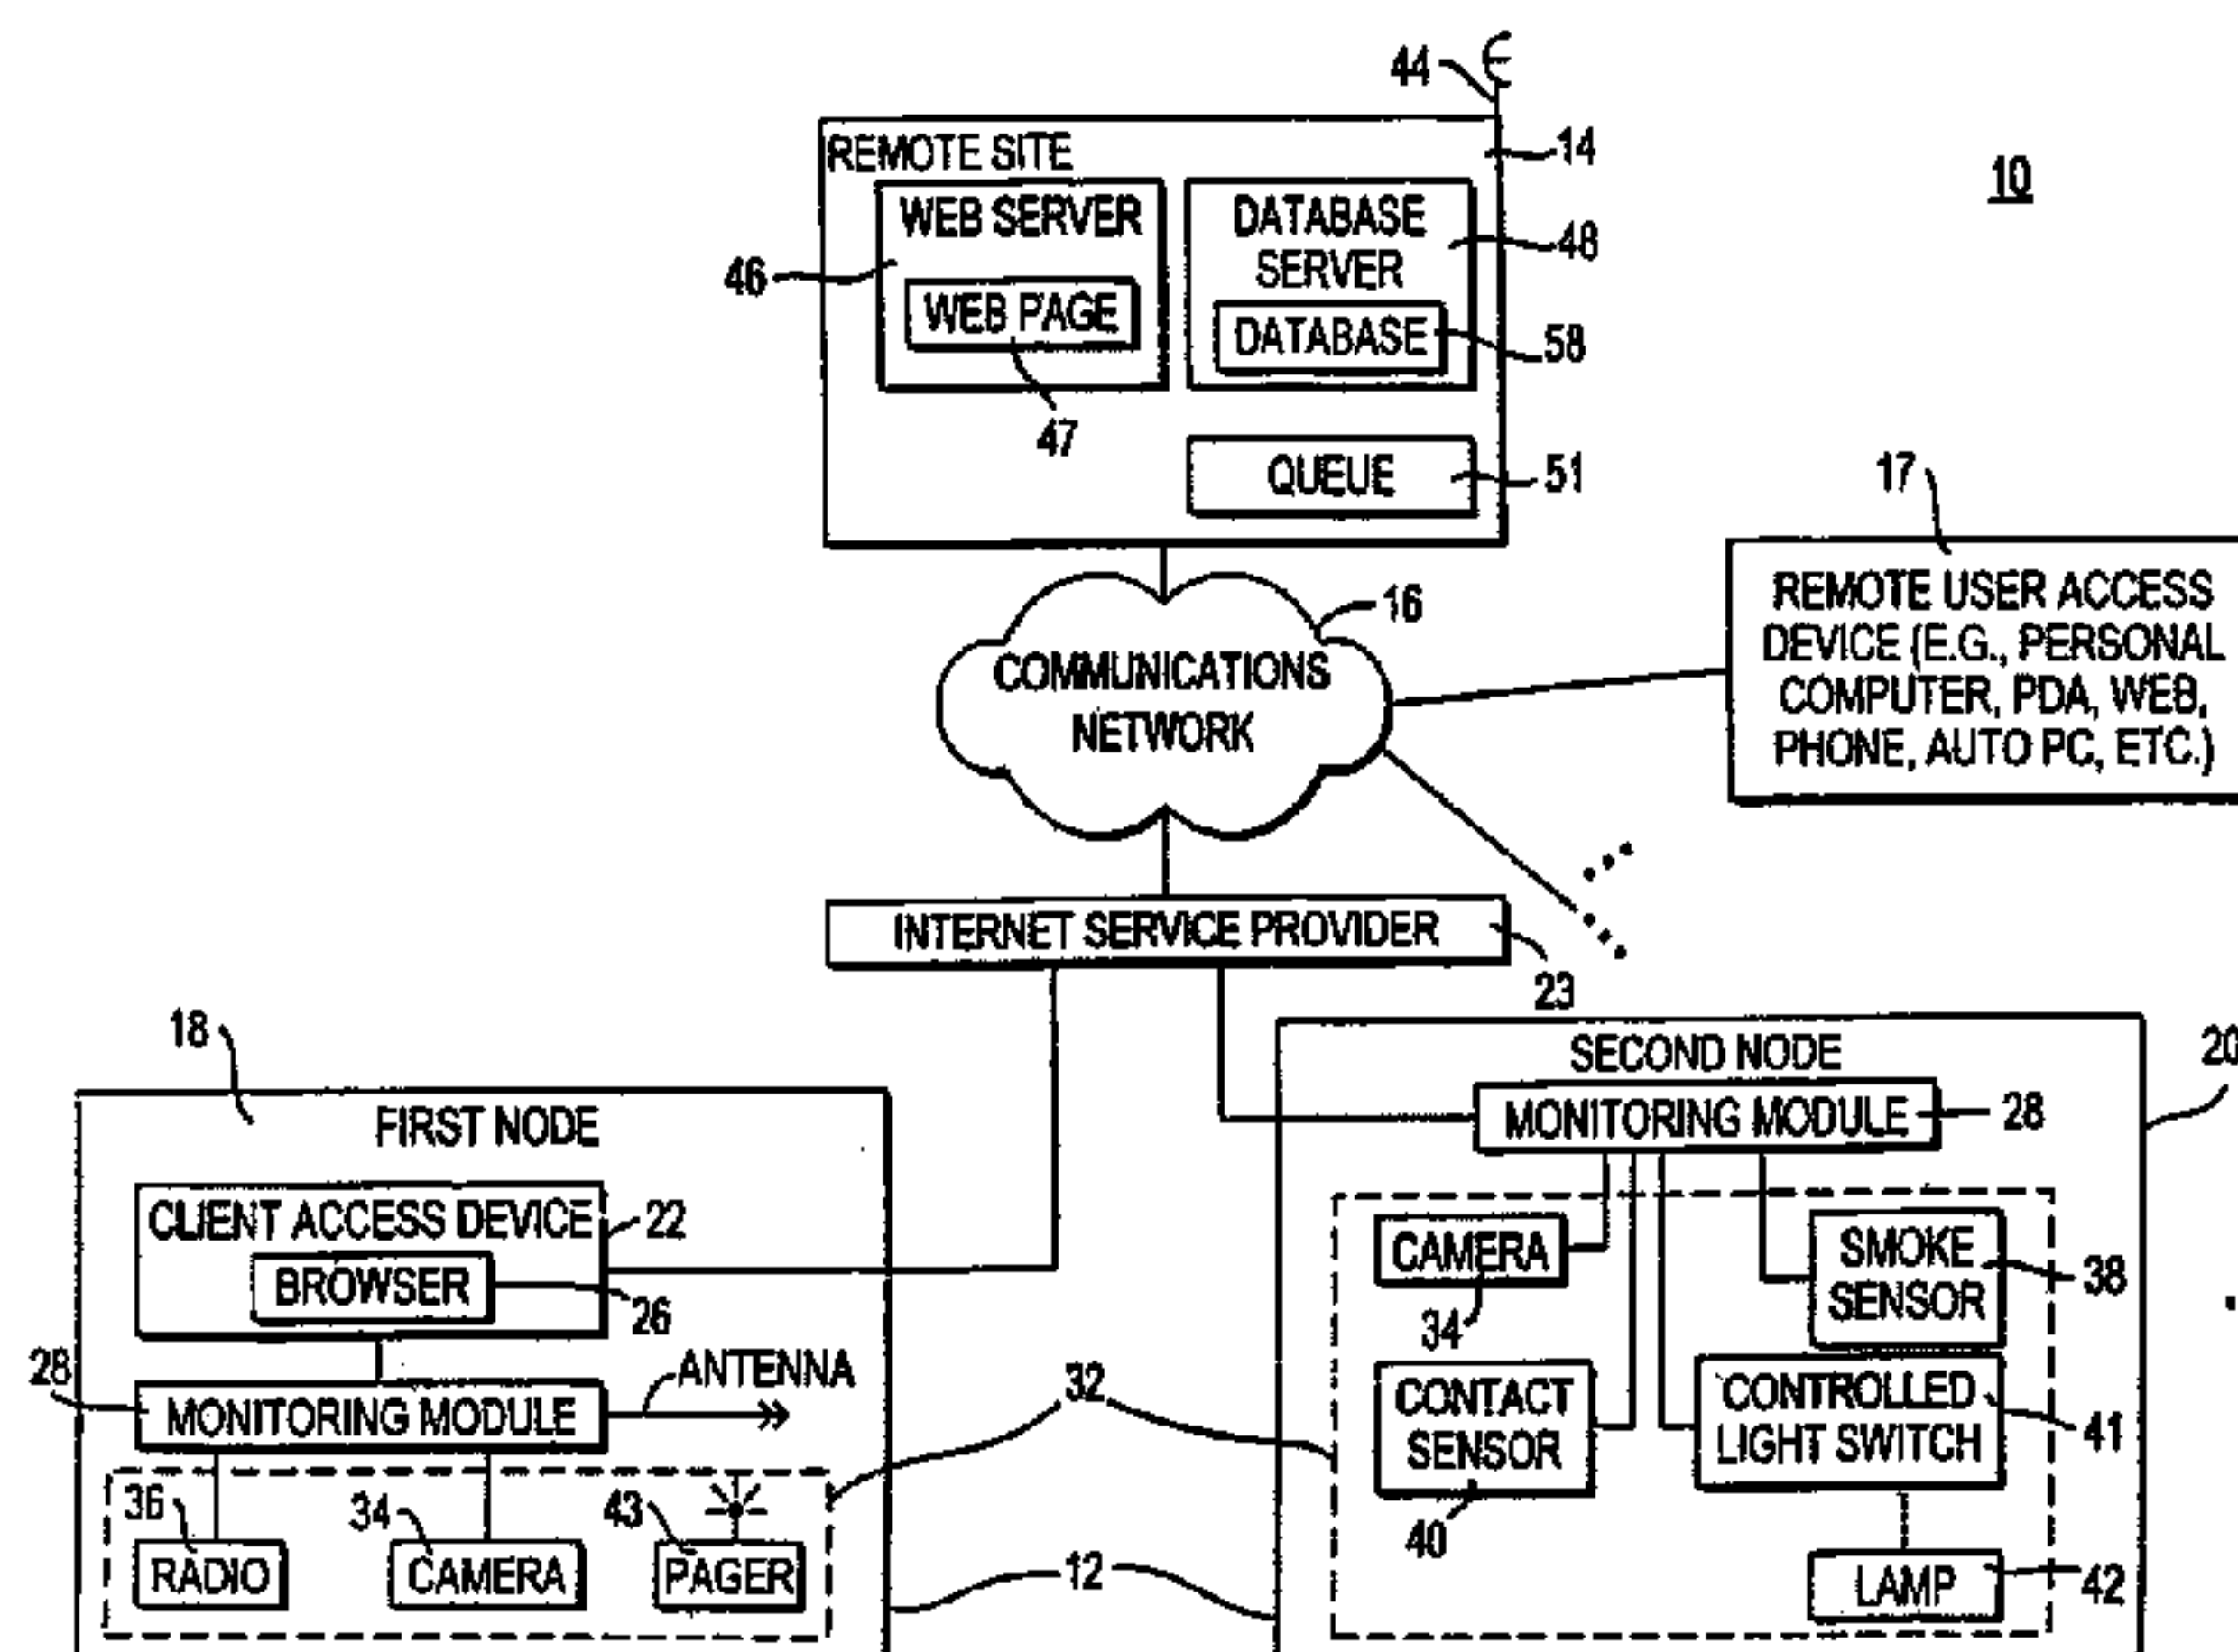 44
REMOTE SITE
14
10
WEB SERVER
46
WEB PAGE
47
DATABASE
SERVER
48
DATABASE
58
QUEUE
51
17
REMOTE USER ACCESS
DEVICE (E.G., PERSONAL
COMPUTER, PDA, WEB,
PHONE, AUTO PC, ETC.)
16
COMMUNICATIONS
NETWORK
INTERNET SERVICE PROVIDER
23
18
FIRST NODE
CLIENT ACCESS DEVICE
22
BROWSER
26
28
MONITORING MODULE
ANTENNA
36
RADIO
34
CAMERA
43
PAGER
32
12
SECOND NODE
20
MONITORING MODULE
28
CAMERA
34
SMOKE
SENSOR
38
CONTACT
SENSOR
40
CONTROLLED
LIGHT SWITCH
41
LAMP
42